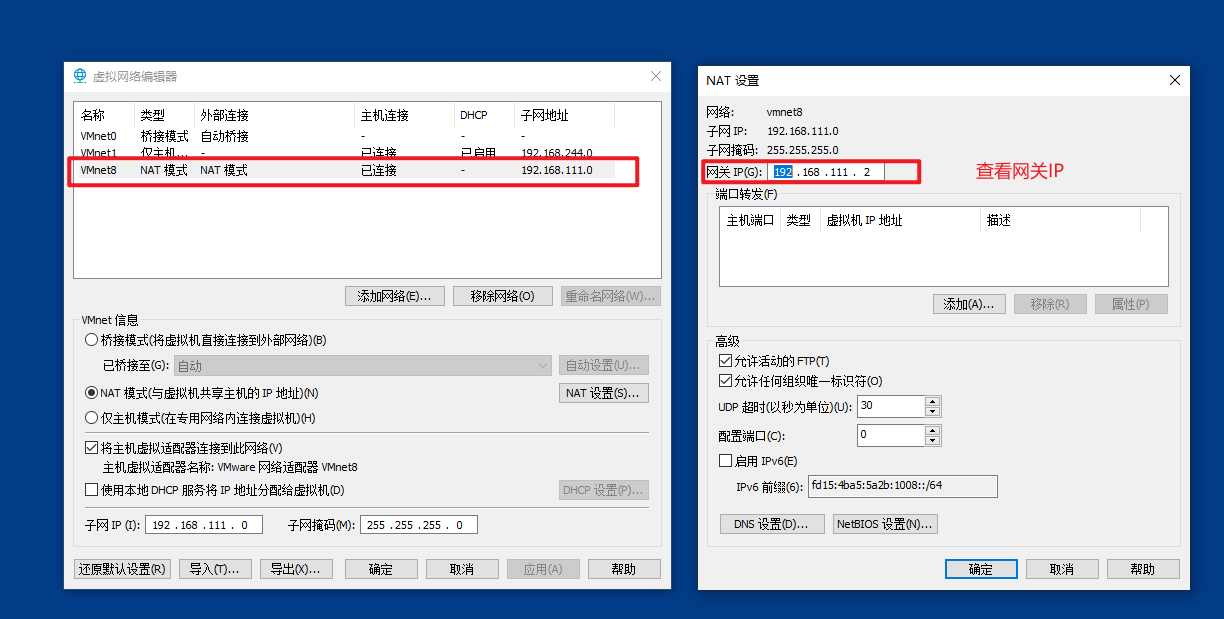 虚拟网络编辑器
名称 类型 外部连接 主机连接 DHCP 子网地址
VMnet0 桥接模式 自动桥接 - - -
VMnet1 仅主机... - 已连接 已启用 192.168.244.0
VMnet8 NAT 模式 NAT 模式 已连接 - 192.168.111.0
添加网络(E)... 移除网络(O) 重命名网络(W)...
VMnet 信息
桥接模式(将虚拟机直接连接到外部网络)(B)
已桥接至(G): 自动 自动设置(U)...
NAT 模式(与虚拟机共享主机的 IP 地址)(N) NAT 设置(S)...
仅主机模式(在专用网络内连接虚拟机)(H)
将主机虚拟适配器连接到此网络(V)
主机虚拟适配器名称: VMware 网络适配器 VMnet8
使用本地 DHCP 服务将 IP 地址分配给虚拟机(D) DHCP 设置(P)...
子网 IP (I): 192 . 168 . 111 . 0 子网掩码(M): 255 . 255 . 255 . 0
还原默认设置(R) 导入(T)... 导出(X)... 确定 取消 应用(A) 帮助
NAT 设置
网络: vmnet8
子网 IP: 192.168.111.0
子网掩码: 255.255.255.0
网关 IP(G): 192 . 168 . 111 . 2
查看网关IP
端口转发(F)
主机端口 类型 虚拟机 IP 地址 描述
添加(A)... 移除(R) 属性(P)
高级
允许活动的 FTP(T)
允许任何组织唯一标识符(O)
UDP 超时(以秒为单位)(U): 30
配置端口(C): 0
启用 IPv6(E)
IPv6 前缀(6): fd15:4ba5:5a2b:1008::/64
DNS 设置(D)... NetBIOS 设置(N)...
确定 取消 帮助